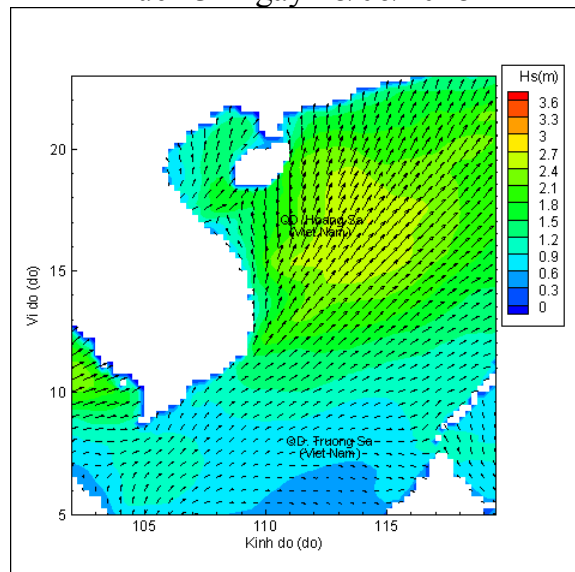 Hs(m)
3.6
3.3
3
2.7
2.4
2.1
1.8
1.5
1.2
0.9
0.6
0.3
0
20
15
10
5
Vi do (do)
QD. Hoang Sa
(Viet Nam)
QD. Truong Sa
(Viet Nam)
105
110
115
Kinh do (do)